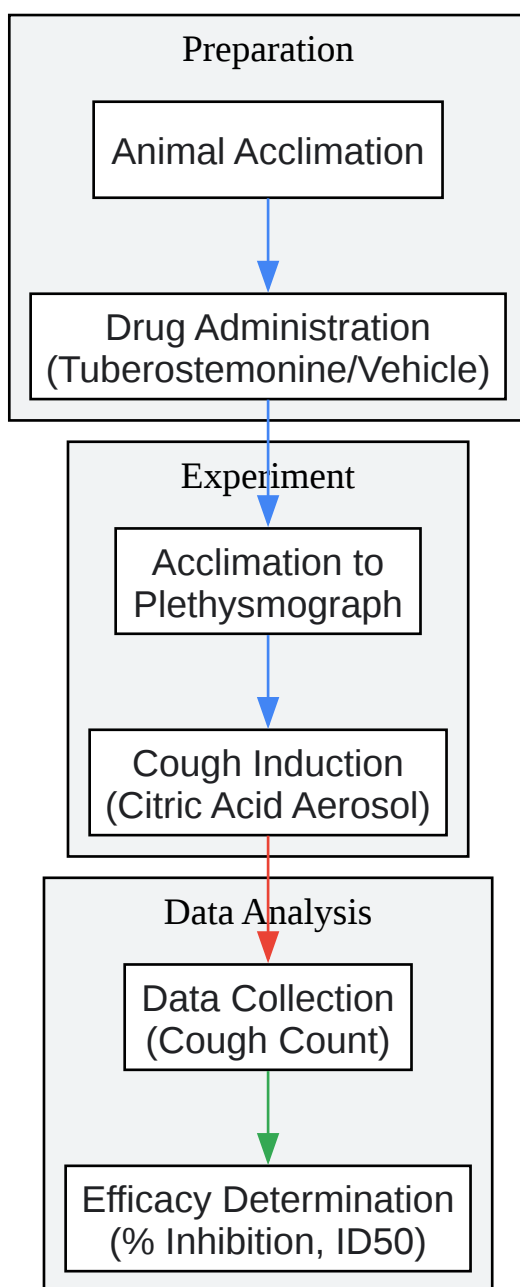 Preparation
Animal Acclimation
Drug Administration
(Tuberostemonine/Vehicle)
Experiment
Acclimation to
Plethysmograph
Cough Induction
(Citric Acid Aerosol)
Data Analysis
Data Collection
(Cough Count)
Efficacy Determination
(% Inhibition, ID50)